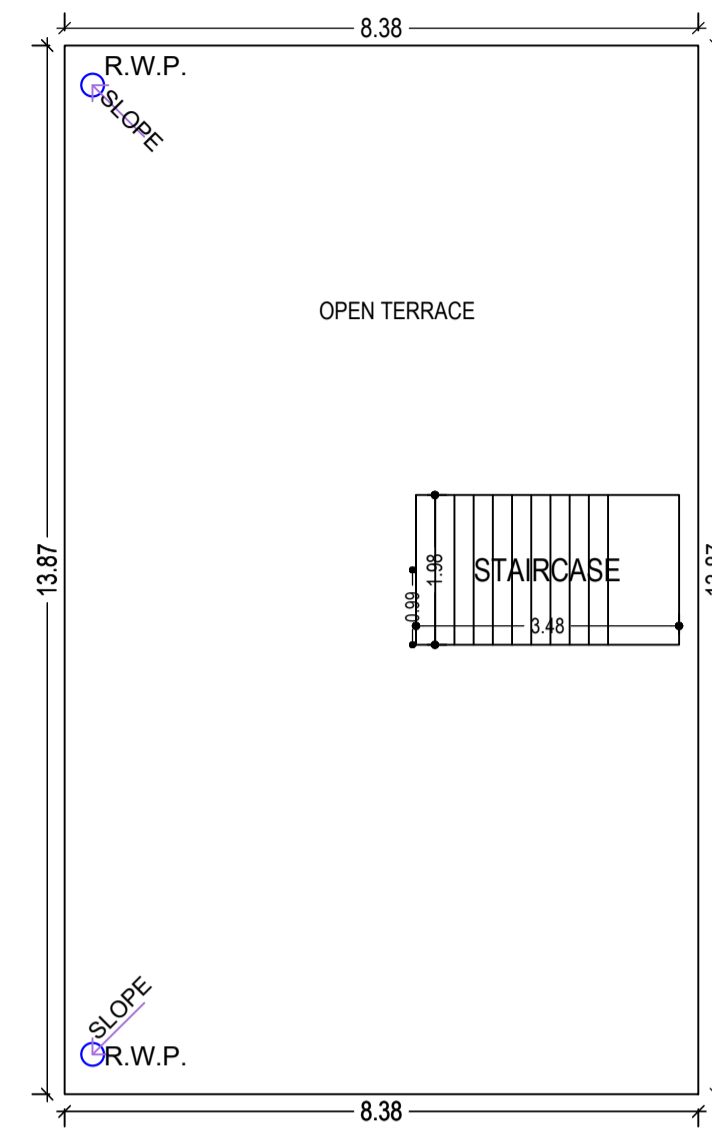 8.38
R.W.P.
SLOPE
OPEN TERRACE
13.87
1.98
STAIRCASE
0.99
3.48
SLOPE
R.W.P.
8.38